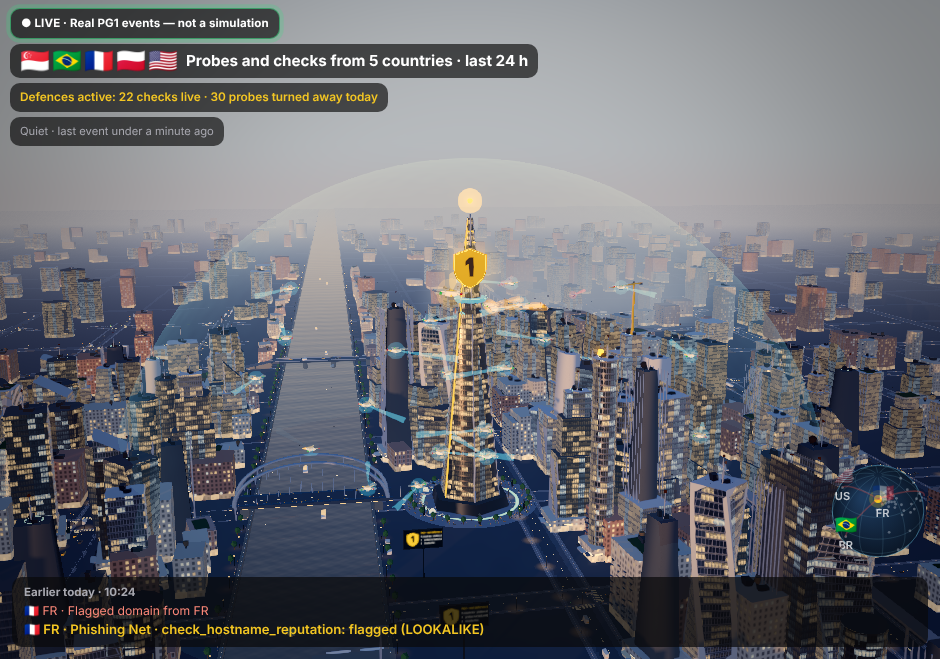 LIVE · Real PG1 events — not a simulation
Probes and checks from 5 countries · last 24 h
Defences active: 22 checks live · 30 probes turned away today
Quiet · last event under a minute ago
1
US
FR
BR
1
Earlier today · 10:24
FR · Flagged domain from FR
FR · Phishing Net · check_hostname_reputation: flagged (LOOKALIKE)